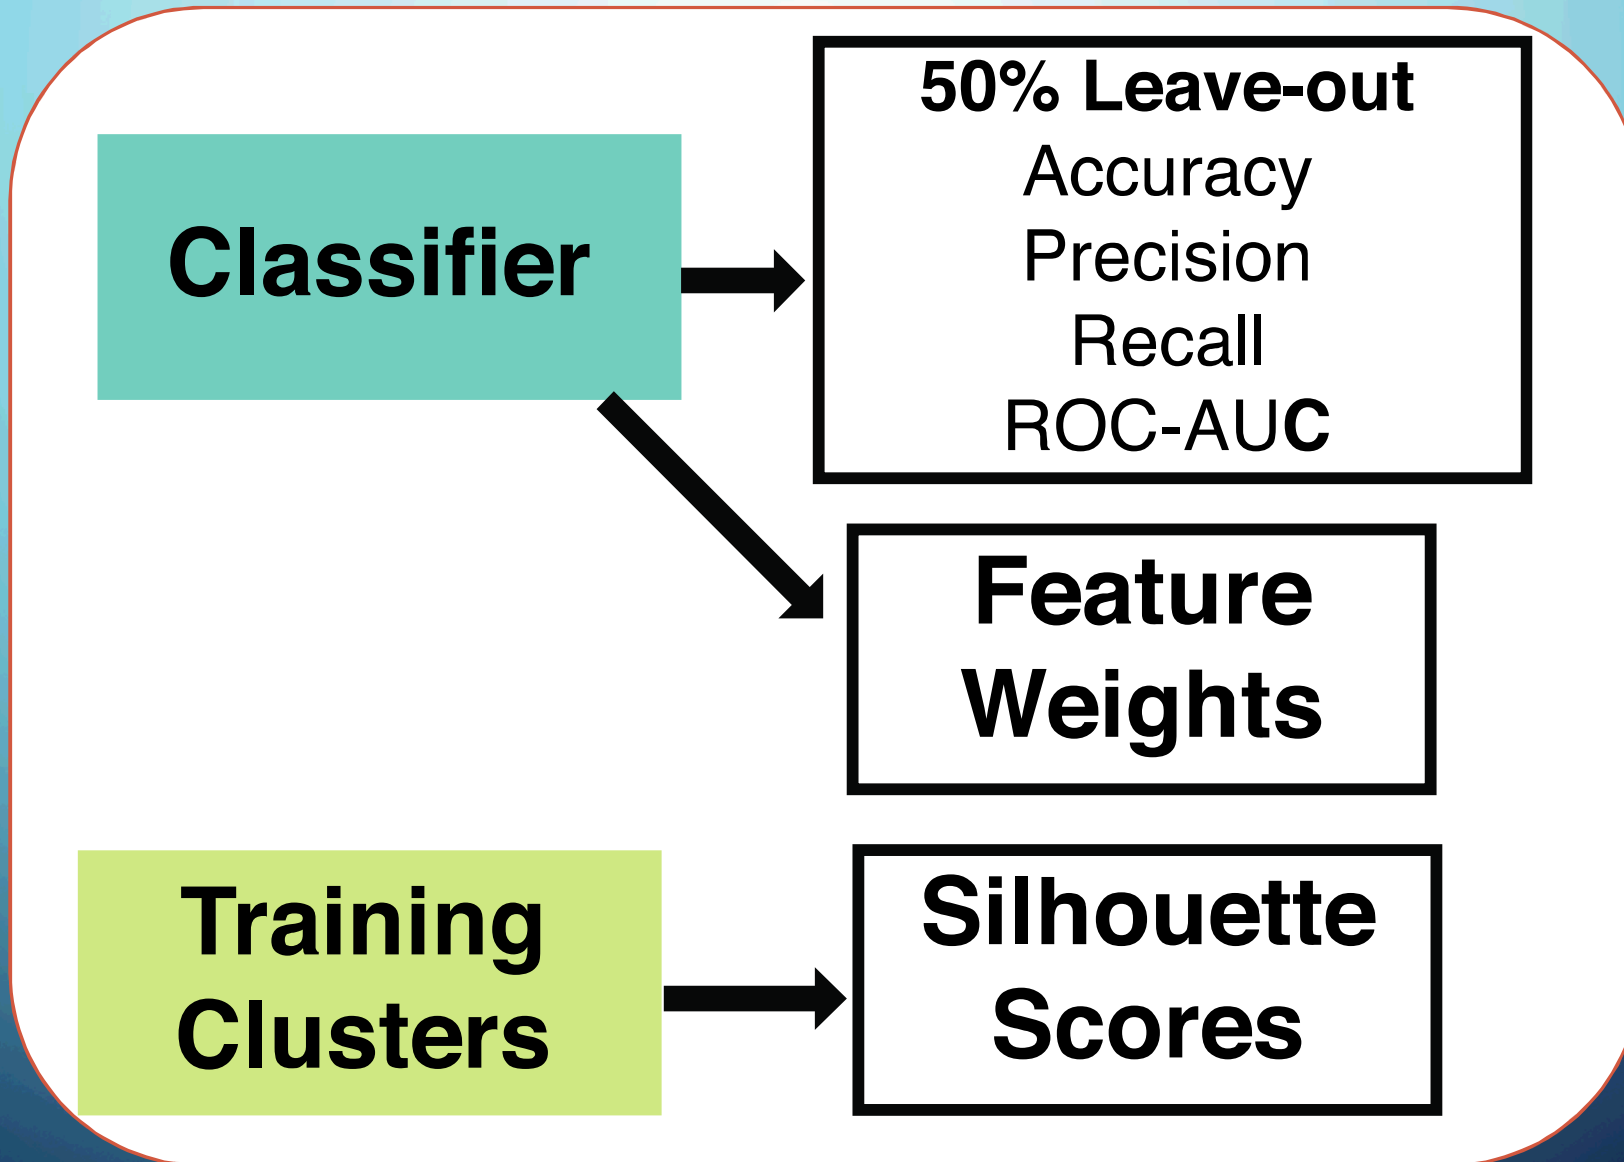 Classifier
50% Leave-out
Accuracy
Precision
Recall
ROC-AUC
Feature
Weights
Training
Clusters
Silhouette
Scores